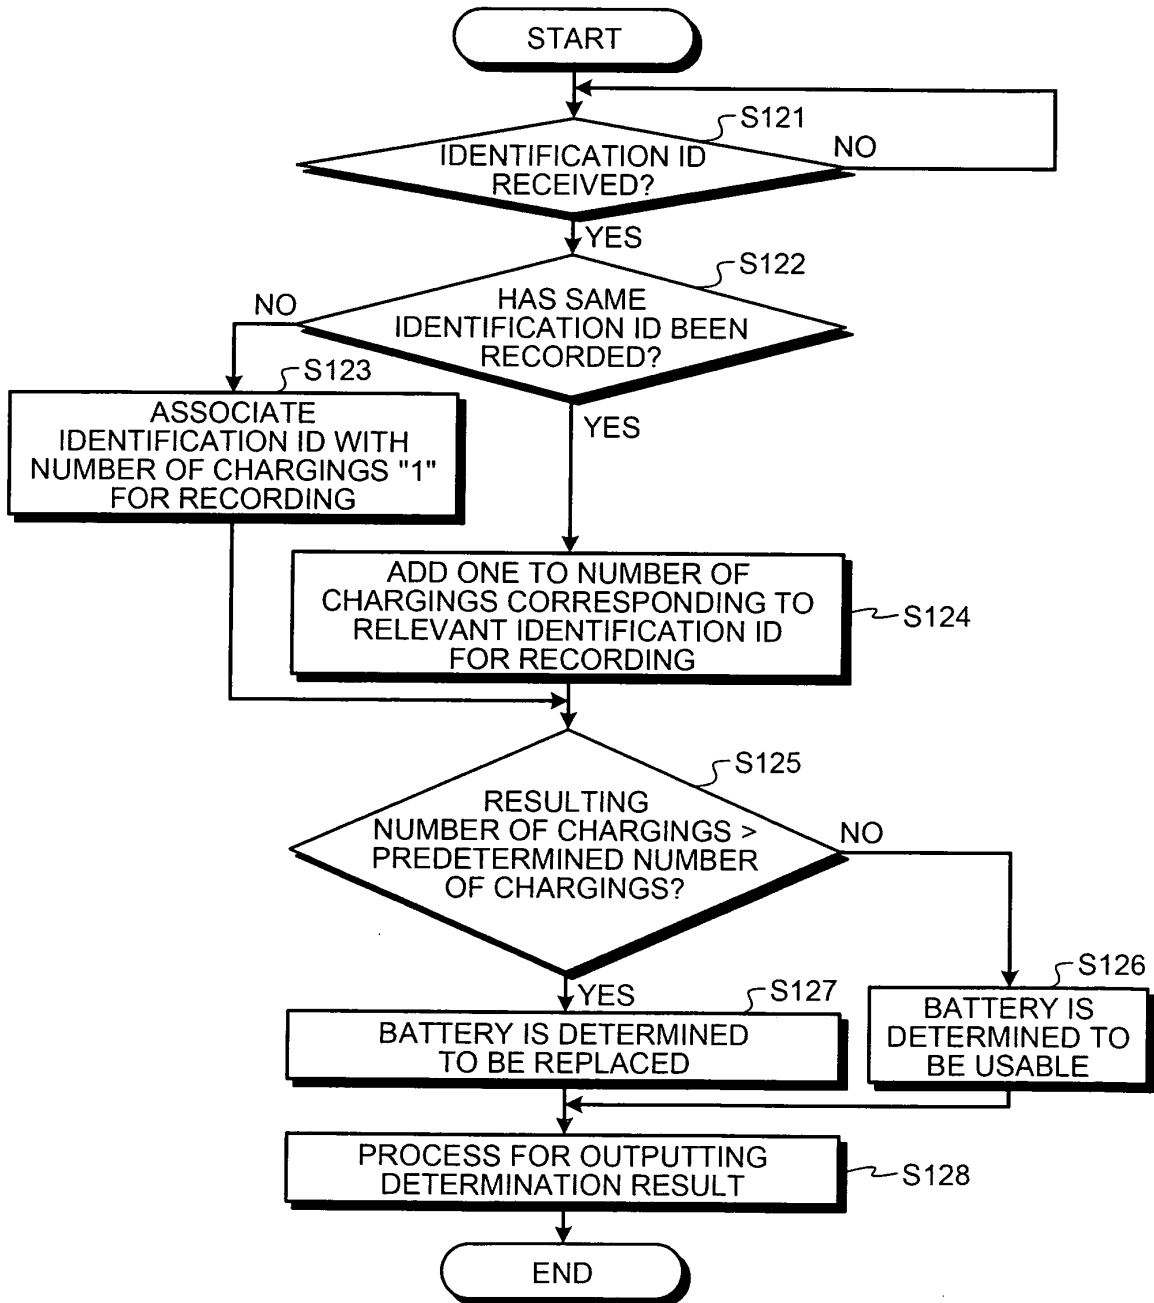 START
S121
IDENTIFICATION ID
RECEIVED?
NO
YES
S122
HAS SAME
IDENTIFICATION ID BEEN
RECORDED?
NO
S123
ASSOCIATE
IDENTIFICATION ID WITH
NUMBER OF CHARGINGS "1"
FOR RECORDING
YES
ADD ONE TO NUMBER OF
CHARGINGS CORRESPONDING TO
RELEVANT IDENTIFICATION ID
FOR RECORDING
S124
S125
RESULTING
NUMBER OF CHARGINGS >
PREDETERMINED NUMBER
OF CHARGINGS?
NO
YES
S127
BATTERY IS DETERMINED
TO BE REPLACED
S126
BATTERY IS
DETERMINED TO
BE USABLE
PROCESS FOR OUTPUTTING
DETERMINATION RESULT
S128
END